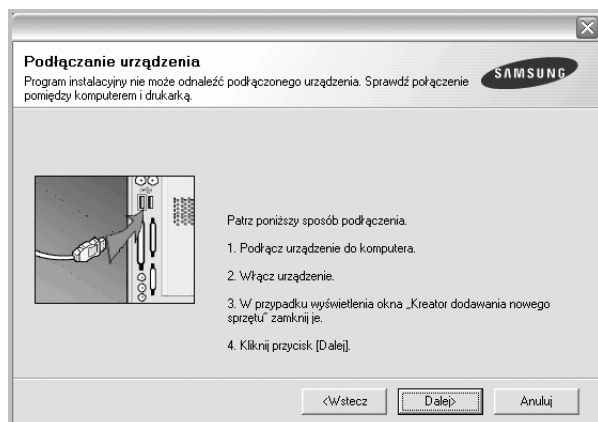 Podłączanie urządzenia
Program instalacyjny nie może odnaleźć podłączonego urządzenia. Sprawdź połączenie
pomiędzy komputerem i drukarką.
SAMSUNG
Patrz poniższy sposób podłączenia.
1. Podłącz urządzenie do komputera.
2. Włącz urządzenie.
3. W przypadku wyświetlenia okna „Kreator dodawania nowego
sprzętu” zamknij je.
4. Kliknij przycisk [Dalej].
<Wstecz
Dalej>
Anuluj